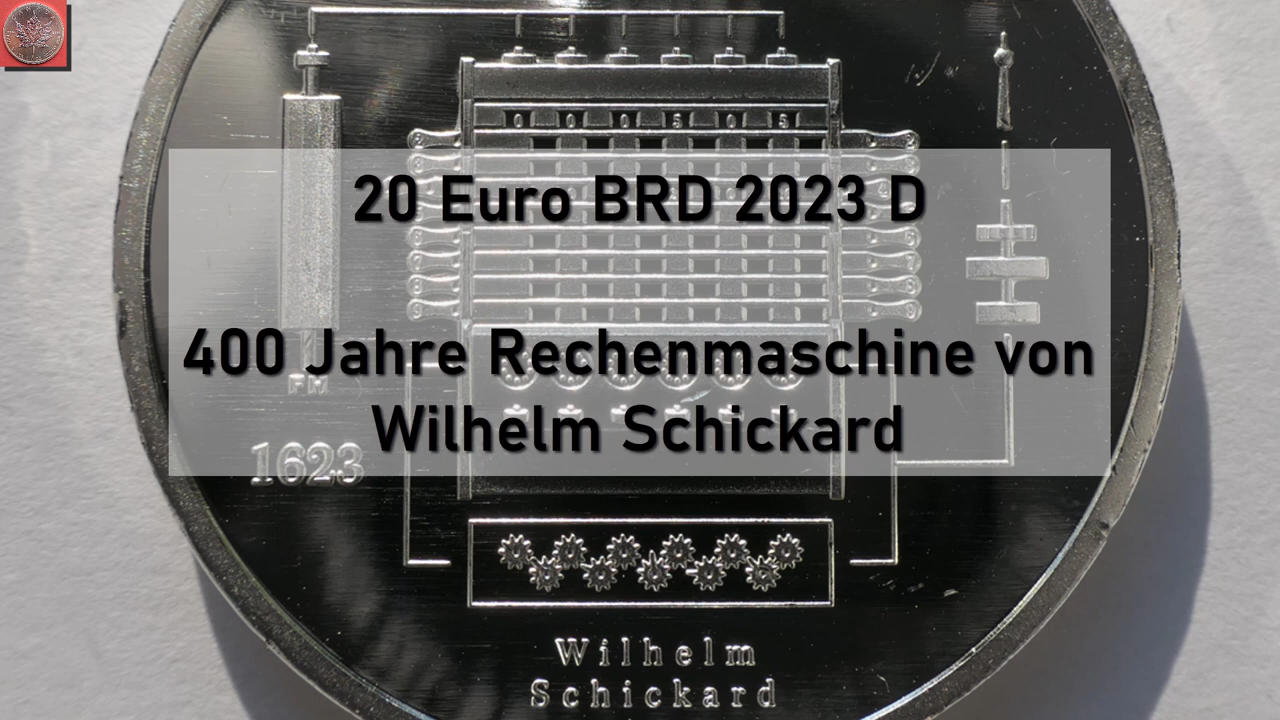 0 0 0 5 0 5
20 Euro BRD 2023 D
400 Jahre Rechenmaschine von
Wilhelm Schickard
FM
1623
Wilhelm
Schickard